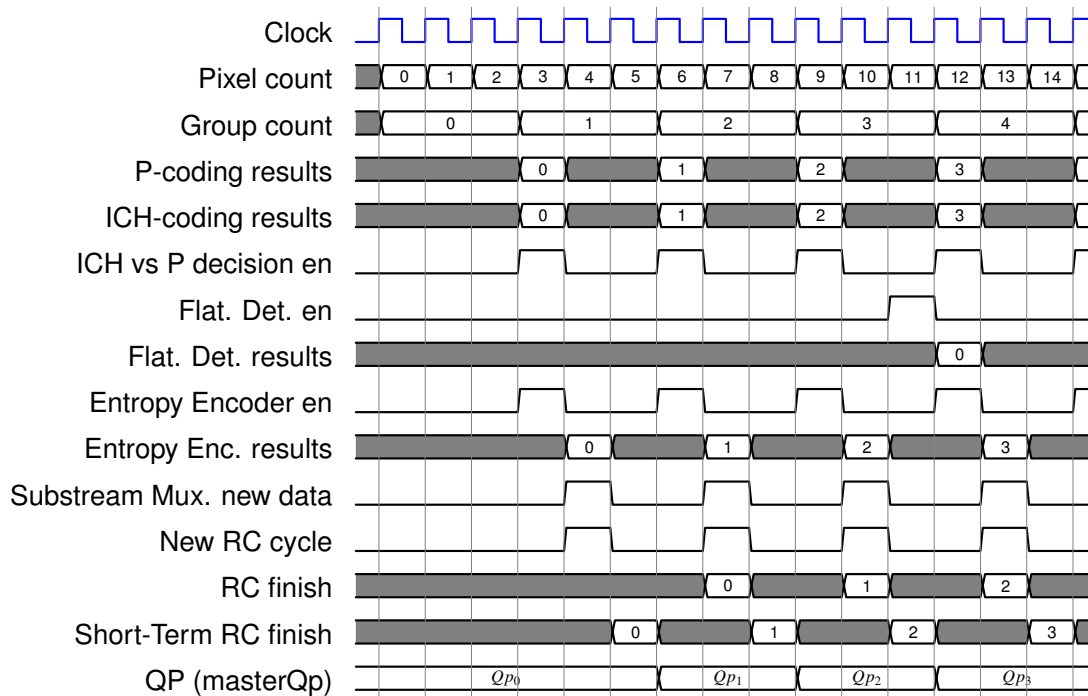 Clock
Pixel count 0 1 2 3 4 5 6 7 8 9 10 11 12 13 14
Group count 0 1 2 3 4
P-coding results 0 1 2 3
ICH-coding results 0 1 2 3
ICH vs P decision en
Flat. Det. en
Flat. Det. results 0
Entropy Encoder en
Entropy Enc. results 0 1 2 3
Substream Mux. new data
New RC cycle
RC finish 0 1 2
Short-Term RC finish 0 1 2 3
QP (masterQp) Qp₀ Qp₁ Qp₂ Qp₃